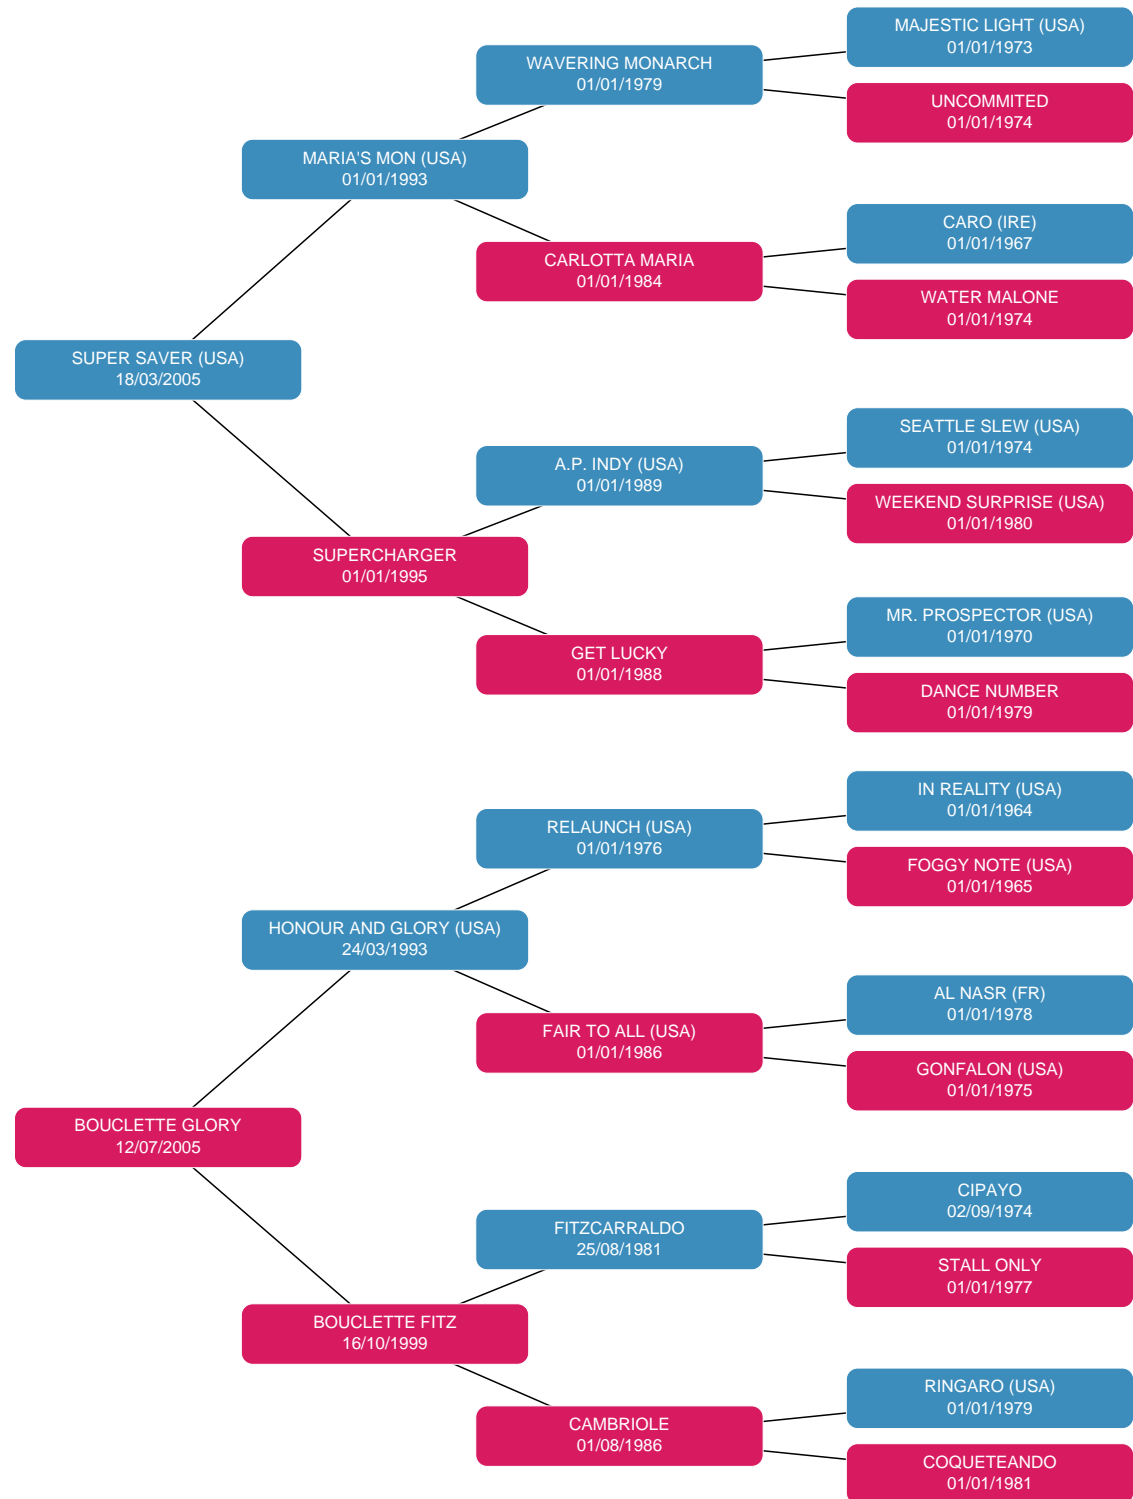 MAJESTIC LIGHT (USA)
01/01/1973
WAVERING MONARCH
01/01/1979
UNCOMMITED
01/01/1974
MARIA'S MON (USA)
01/01/1993
CARO (IRE)
01/01/1967
CARLOTTA MARIA
01/01/1984
WATER MALONE
01/01/1974
SUPER SAVER (USA)
18/03/2005
SEATTLE SLEW (USA)
01/01/1974
A.P. INDY (USA)
01/01/1989
WEEKEND SURPRISE (USA)
01/01/1980
SUPERCHARGER
01/01/1995
MR. PROSPECTOR (USA)
01/01/1970
GET LUCKY
01/01/1988
DANCE NUMBER
01/01/1979
IN REALITY (USA)
01/01/1964
RELAUNCH (USA)
01/01/1976
FOGGY NOTE (USA)
01/01/1965
HONOUR AND GLORY (USA)
24/03/1993
AL NASR (FR)
01/01/1978
FAIR TO ALL (USA)
01/01/1986
GONFALON (USA)
01/01/1975
BOUCLETTE GLORY
12/07/2005
CIPAYO
02/09/1974
FITZCARRALDO
25/08/1981
STALL ONLY
01/01/1977
BOUCLETTE FITZ
16/10/1999
RINGARO (USA)
01/01/1979
CAMBRIOLE
01/08/1986
COQUETEANDO
01/01/1981